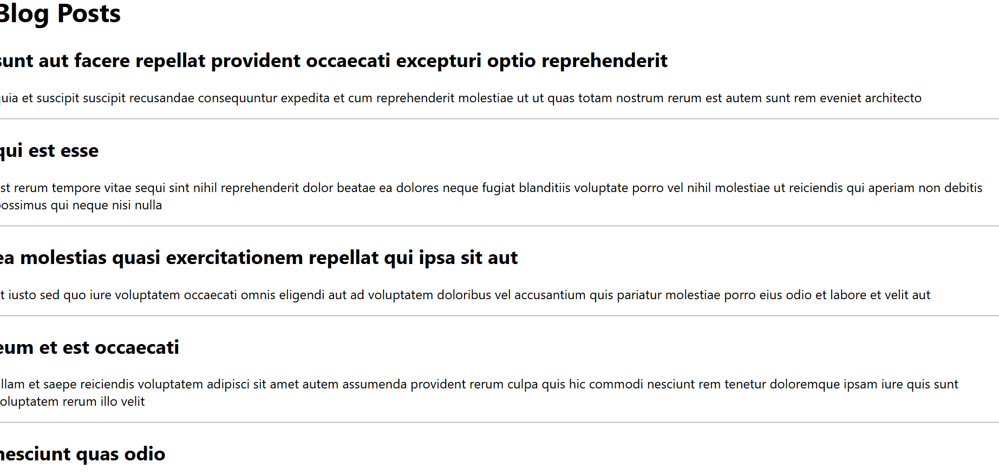 Blog Posts
sunt aut facere repellat provident occaecati excepturi optio reprehenderit
quia et suscipit suscipit recusandae consequuntur expedita et cum reprehenderit molestiae ut ut quas totam nostrum rerum est autem sunt rem eveniet architecto
qui est esse
st rerum tempore vitae sequi sint nihil reprehenderit dolor beatae ea dolores neque fugiat blanditiis voluptate porro vel nihil molestiae ut reiciendis qui aperiam non debitis
possimus qui neque nisi nulla
ea molestias quasi exercitationem repellat qui ipsa sit aut
t iusto sed quo iure voluptatem occaecati omnis eligendi aut ad voluptatem doloribus vel accusantium quis pariatur molestiae porro eius odio et labore et velit aut
eum et est occaecati
llam et saepe reiciendis voluptatem adipisci sit amet autem assumenda provident rerum culpa quis hic commodi nesciunt rem tenetur doloremque ipsam iure quis sunt
oluptatem rerum illo velit
nesciunt quas odio